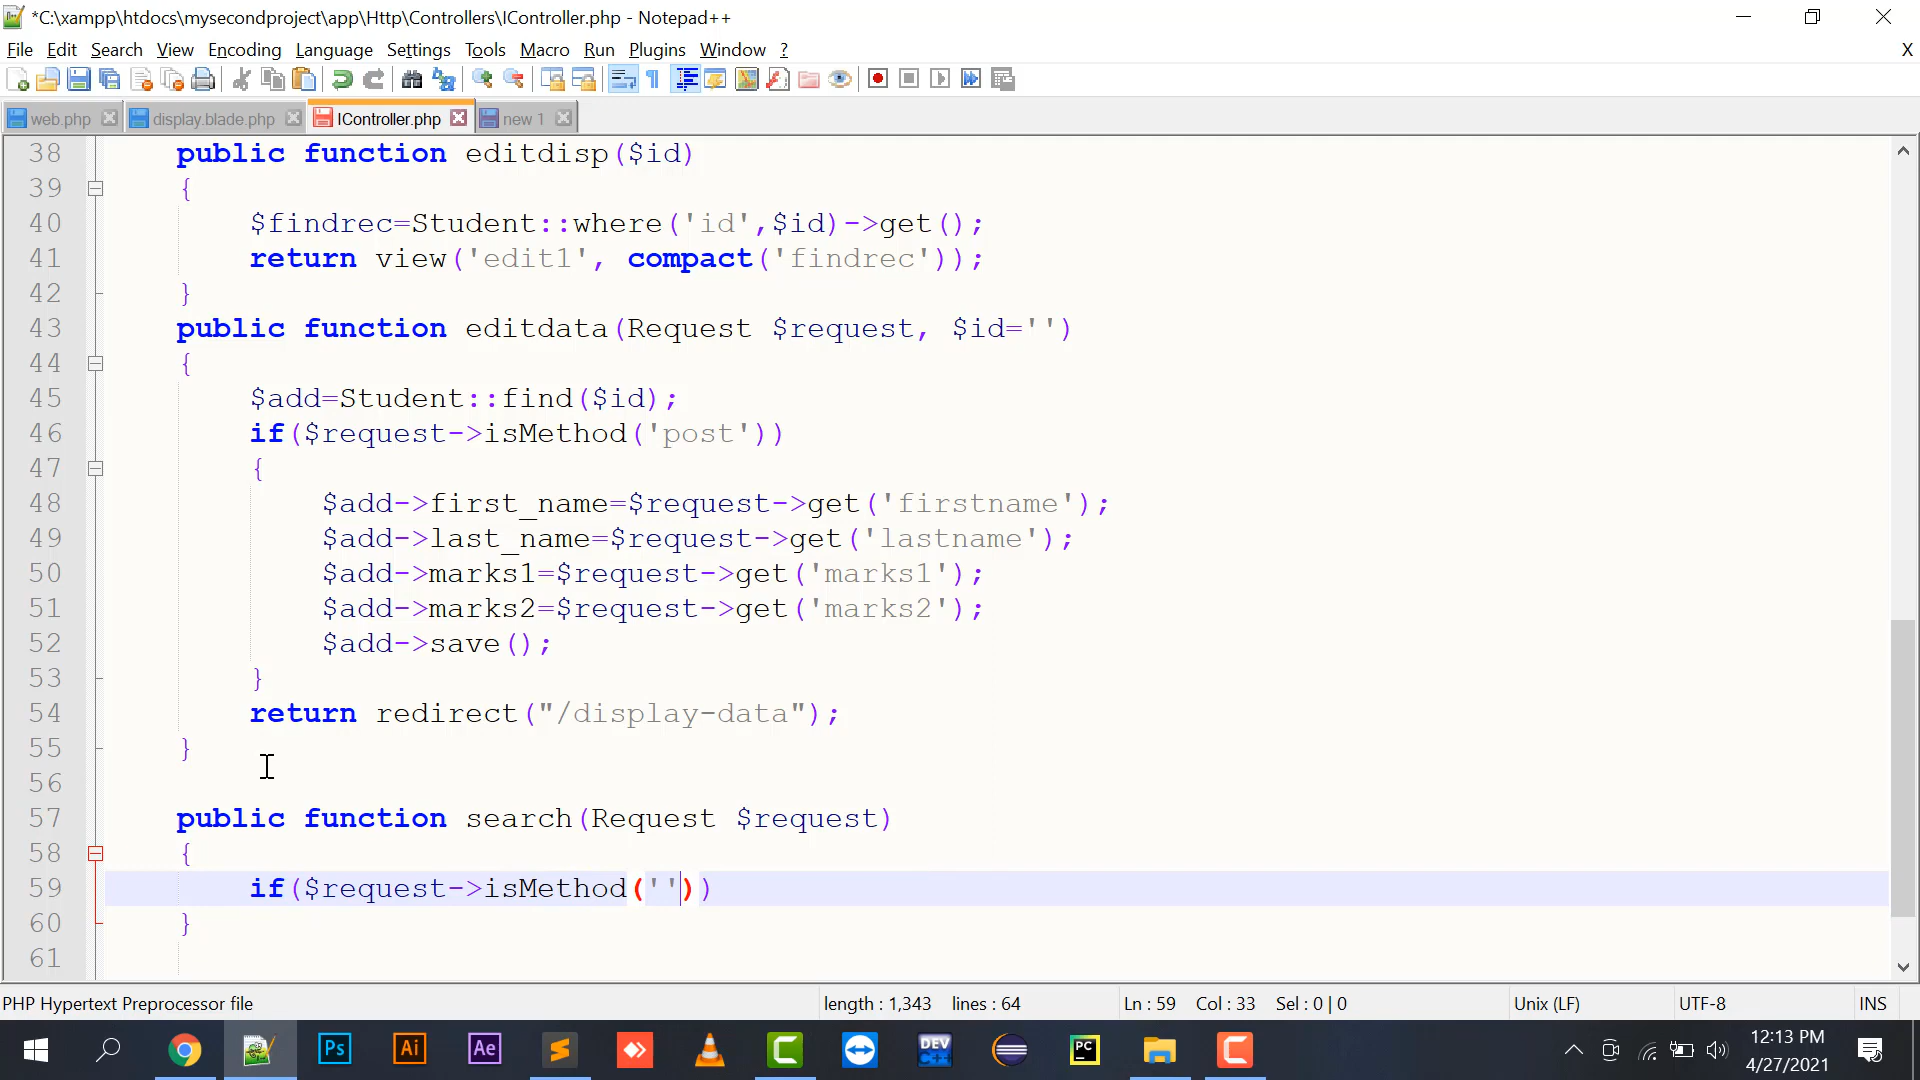 *C:\xampp\htdocs\mysecondproject\app\Http\Controllers\IController.php - Notepad++
File Edit Search View Encoding Language Settings Tools Macro Run Plugins Window ? X
web.php display.blade.php IController.php new 1
38 public function editdisp($id)
39 {
40 $findrec=Student::where('id',$id)->get();
41 return view('edit1', compact('findrec'));
42 }
43 public function editdata(Request $request, $id='')
44 {
45 $add=Student::find($id);
46 if($request->isMethod('post'))
47 {
48 $add->first_name=$request->get('firstname');
49 $add->last_name=$request->get('lastname');
50 $add->marks1=$request->get('marks1');
51 $add->marks2=$request->get('marks2');
52 $add->save();
53 }
54 return redirect("/display-data");
55 }
56
57 public function search(Request $request)
58 {
59 if($request->isMethod(''))
60 }
61
PHP Hypertext Preprocessor file length : 1,343 lines : 64 Ln : 59 Col : 33 Sel : 0 | 0 Unix (LF) UTF-8 INS
Ps Ai Ae DEV C++ PC
12:13 PM
4/27/2021